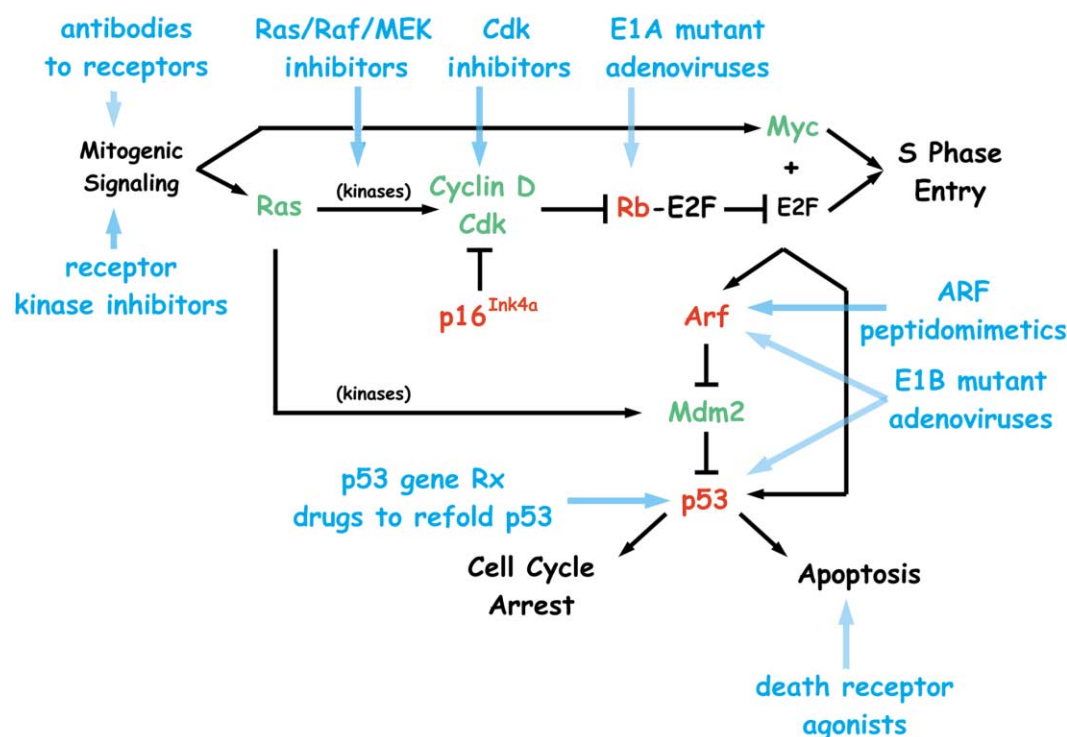 antibodies
to receptors
Ras/Raf/MEK
inhibitors
Cdk
inhibitors
E1A mutant
adenoviruses
Mitogenic
Signaling
Myc
+
S Phase
Entry
Ras
(kinases)
Cyclin D
Cdk
Rb-E2F
E2F
receptor
kinase inhibitors
p16Ink4a
Arf
ARF
peptidomimetics
E1B mutant
adenoviruses
(kinases)
Mdm2
p53 gene Rx
drugs to refold p53
p53
Cell Cycle
Arrest
Apoptosis
death receptor
agonists